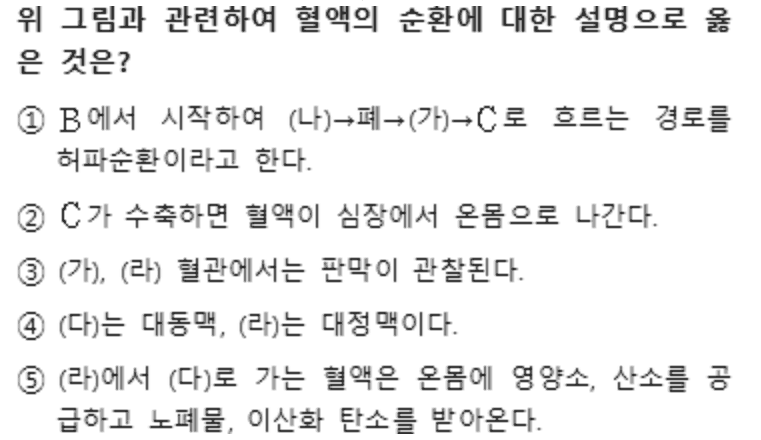 위 그림과 관련하여 혈액의 순환에 대한 설명으로 옳
은 것은?
① B에서 시작하여 (나)→폐→(가)→C로 흐르는 경로를
허파순환이라고 한다.
② C가 수축하면 혈액이 심장에서 온몸으로 나간다.
③ (가), (라) 혈관에서는 판막이 관찰된다.
④ (다)는 대동맥, (라)는 대정맥이다.
⑤ (라)에서 (다)로 가는 혈액은 온몸에 영양소, 산소를 공
급하고 노폐물, 이산화 탄소를 받아온다.